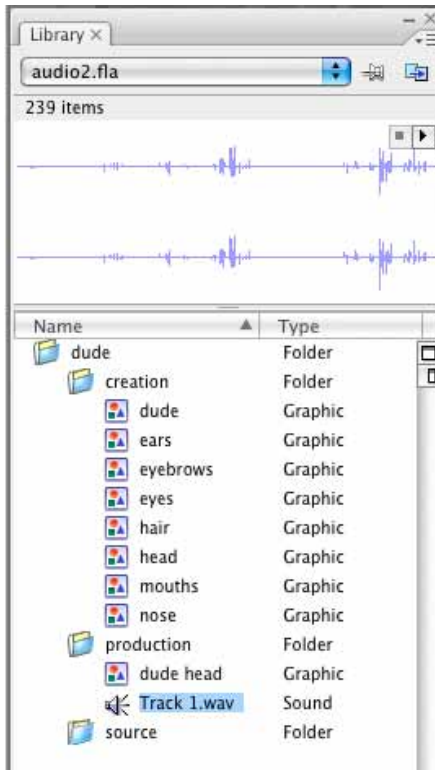 Library ×
audio2.fla
239 items
Name Type
dude Folder
creation Folder
dude Graphic
ears Graphic
eyebrows Graphic
eyes Graphic
hair Graphic
head Graphic
mouths Graphic
nose Graphic
production Folder
dude head Graphic
Track 1.wav Sound
source Folder